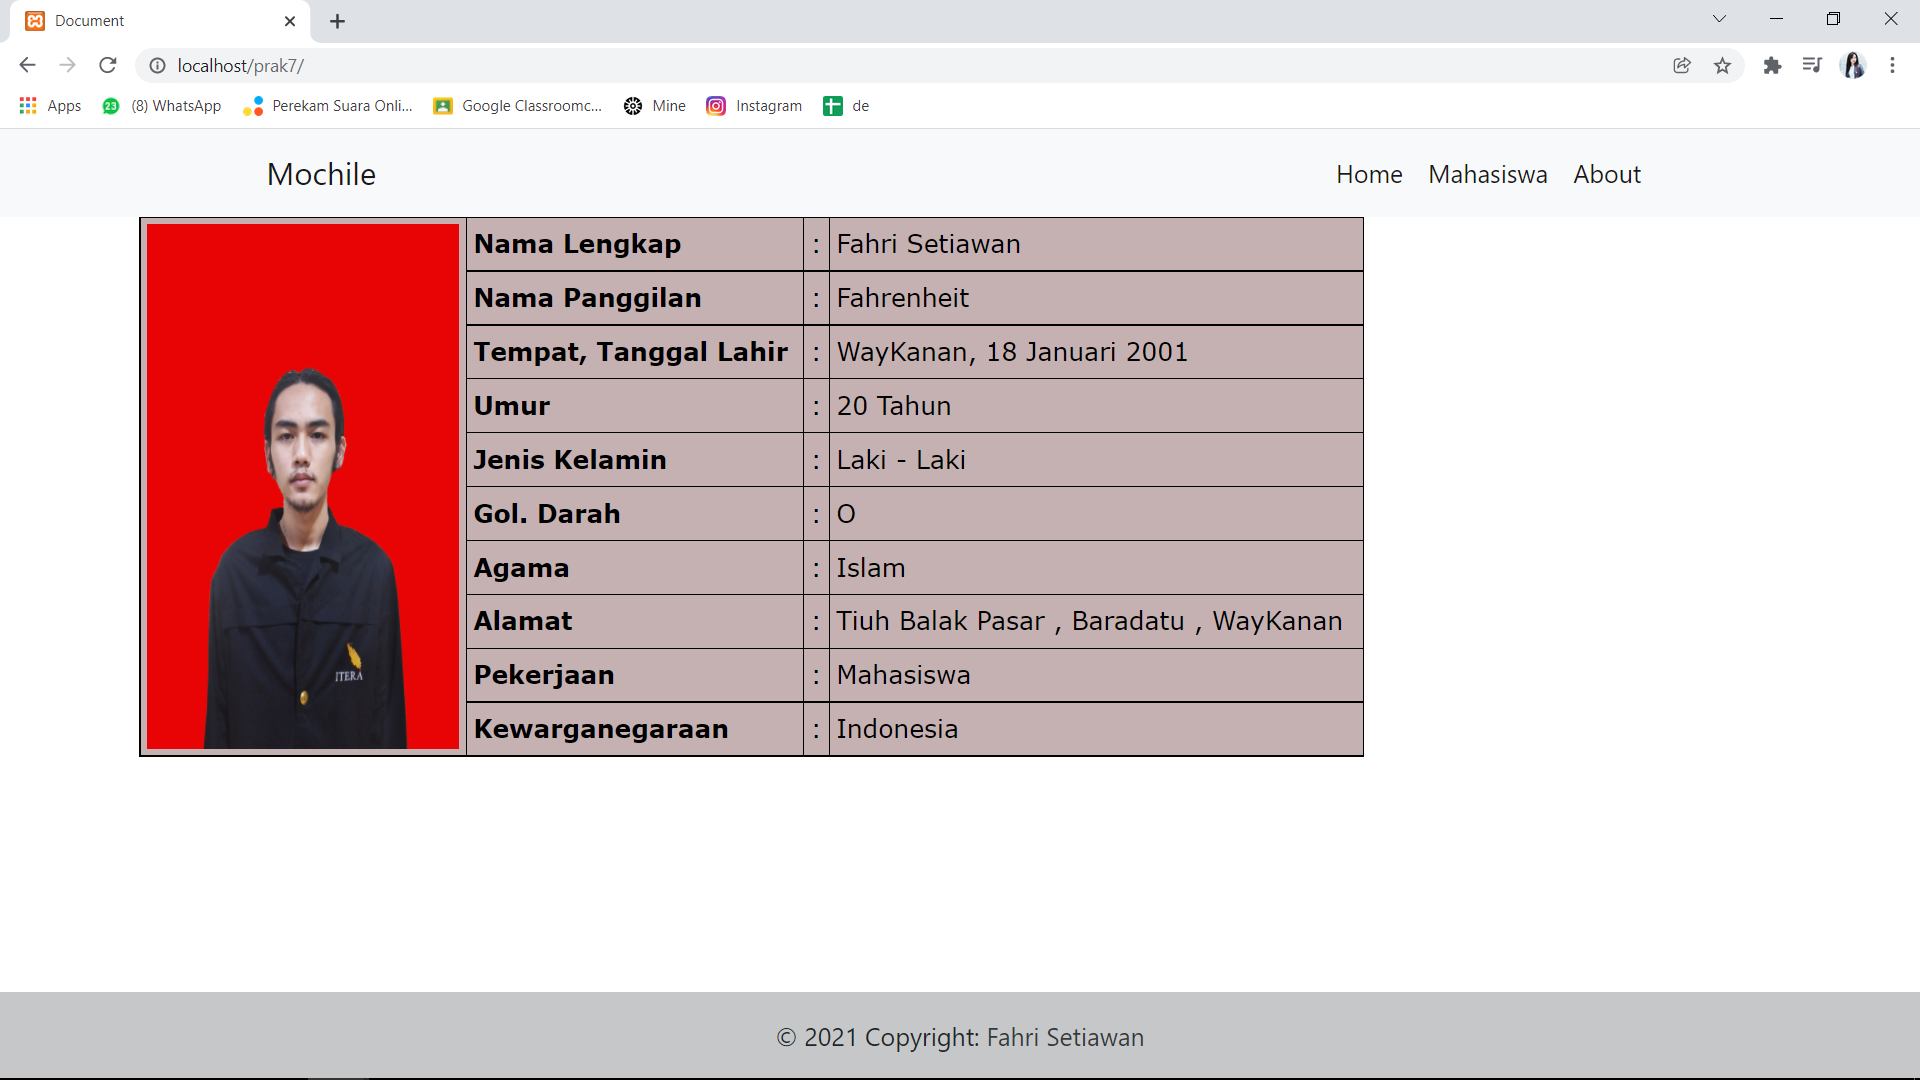 Document
localhost/prak7/
Apps
23
(8) WhatsApp
Perekam Suara Onli...
Google Classroomc...
Mine
Instagram
de
Mochile
Home Mahasiswa About
Nama Lengkap : Fahri Setiawan
Nama Panggilan : Fahrenheit
Tempat, Tanggal Lahir : WayKanan, 18 Januari 2001
Umur : 20 Tahun
Jenis Kelamin : Laki - Laki
Gol. Darah : O
Agama : Islam
Alamat : Tiuh Balak Pasar , Baradatu , WayKanan
Pekerjaan : Mahasiswa
Kewarganegaraan : Indonesia
ITERA
© 2021 Copyright: Fahri Setiawan